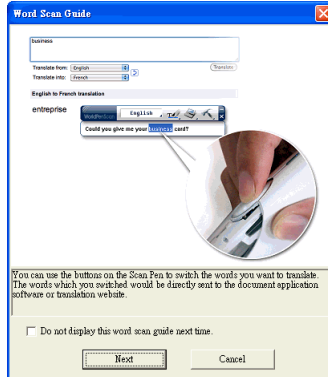 Word Scan Guide
business
Translate from: English
Translate into: French
Translate
English to French translation
entreprise
English
Could you give me your business card?
You can use the buttons on the Scan Pen to switch the words you want to translate.
The words which you switched would be directly sent to the document application
software or translation website.
Do not display this word scan guide next time.
Next
Cancel